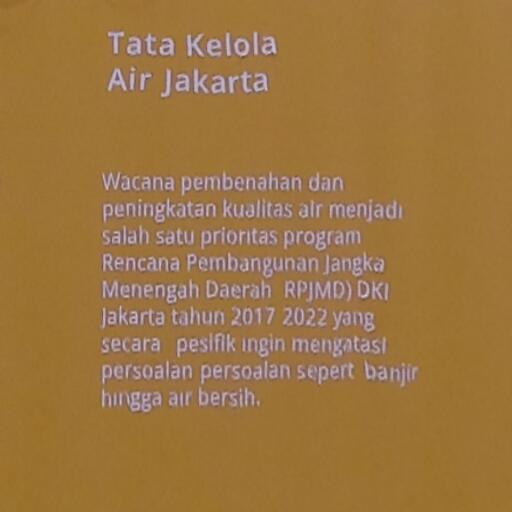 Tata Kelola
Air Jakarta
Wacana pembenahan dan
peningkatan kualitas air menjadi
salah satu prioritas program
Rencana Pembangunan Jangka
Menengah Daerah RPJMD) DKI
Jakarta tahun 2017 2022 yang
secara pesifik ingin mengatasi
persoalan persoalan sepert banjir
hingga air bersih.